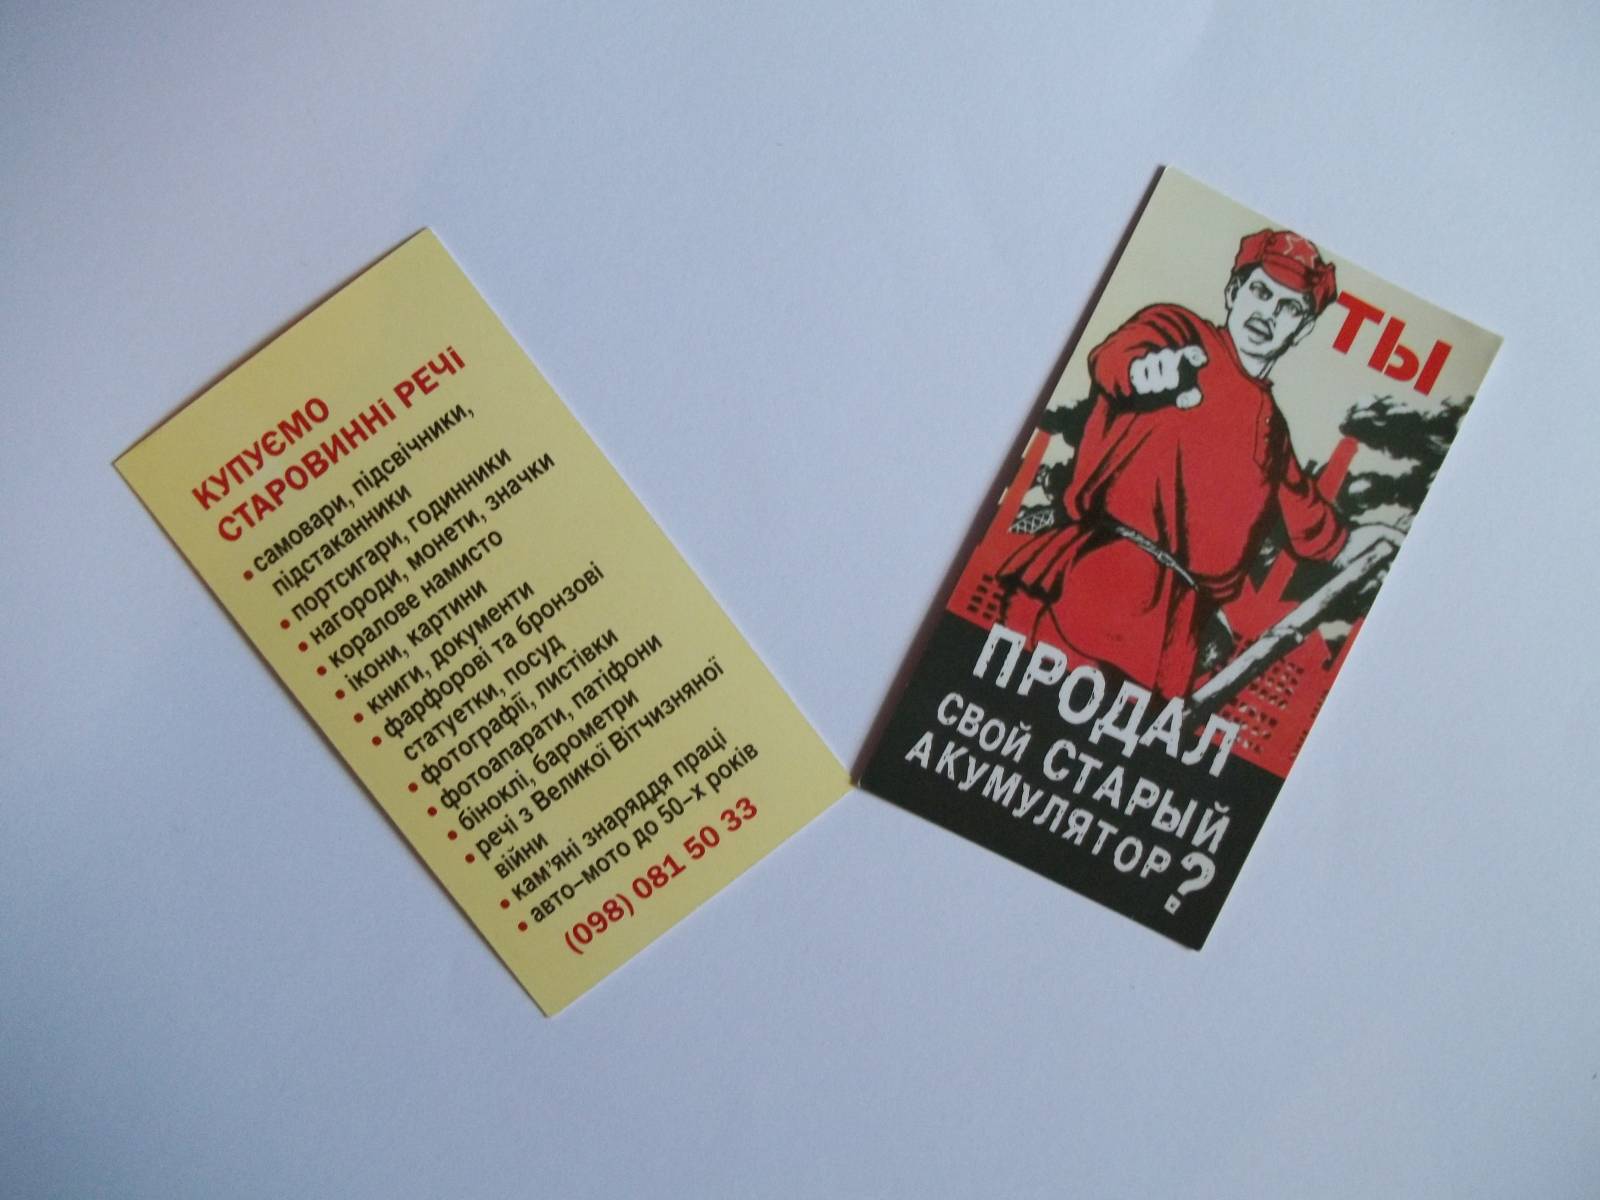 КУПУЄМО
СТАРОВИННІ РЕЧІ
• самовари, підсвічники,
підстаканники
• портсигари, годинники
• нагороди, монети, значки
• коралове намисто
• ікони, картини
• книги, документи
• фарфорові та бронзові
статуетки, посуд
• фотографії, листівки
• фотоапарати, патіфони
• біноклі, барометри
• речі з Великої Вітчизняної
війни
• кам'яні знаряддя праці
• авто-мото до 50-х років
(098) 081 50 33
ТЫ
ПРОДАЛ
СВОЙ СТАРЫЙ
АКУМУЛЯТОР?